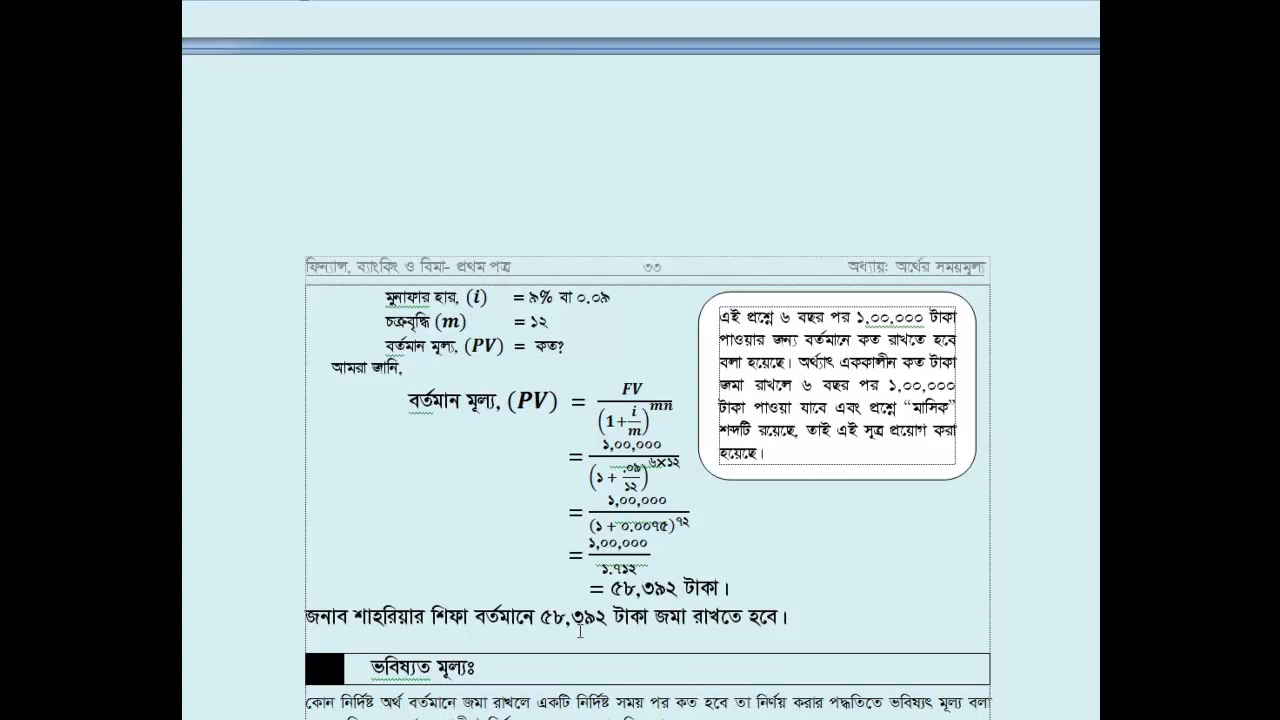 ফিন্যান্স, ব্যাংকিং ও বিমা- প্রথম পত্র ৩৩ অধ্যায়: অর্থের সময়মূল্য
মুনাফার হার, (i) = ৯% বা ০.০৯
চক্রবৃদ্ধি (m) = ১২
বর্তমান মূল্য, (PV) = কত?
আমরা জানি,
বর্তমান মূল্য, (PV) = FV / (1+i/m)^mn
= ১,০০,০০০ / (১ + .০৯/১২)^৬×১২
= ১,০০,০০০ / (১ + ০.০০৭৫)^৭২
= ১,০০,০০০ / ১.৭১২
= ৫৮,৩৯২ টাকা।
জনাব শাহরিয়ার শিফা বর্তমানে ৫৮,৩৯২ টাকা জমা রাখতে হবে।
এই প্রশ্নে ৬ বছর পর ১,০০,০০০ টাকা
পাওয়ার জন্য বর্তমানে কত রাখতে হবে
বলা হয়েছে। অর্থ্যাৎ এককালীন কত টাকা
জমা রাখলে ৬ বছর পর ১,০০,০০০
টাকা পাওয়া যাবে এবং প্রশ্নে “মাসিক”
শব্দটি রয়েছে, তাই এই সূত্র প্রয়োগ করা
হয়েছে।
ভবিষ্যত মূল্যঃ
কোন নির্দিষ্ট অর্থ বর্তমানে জমা রাখলে একটি নির্দিষ্ট সময় পর কত হবে তা নির্ণয় করার পদ্ধতিতে ভবিষ্যৎ মূল্য বলা